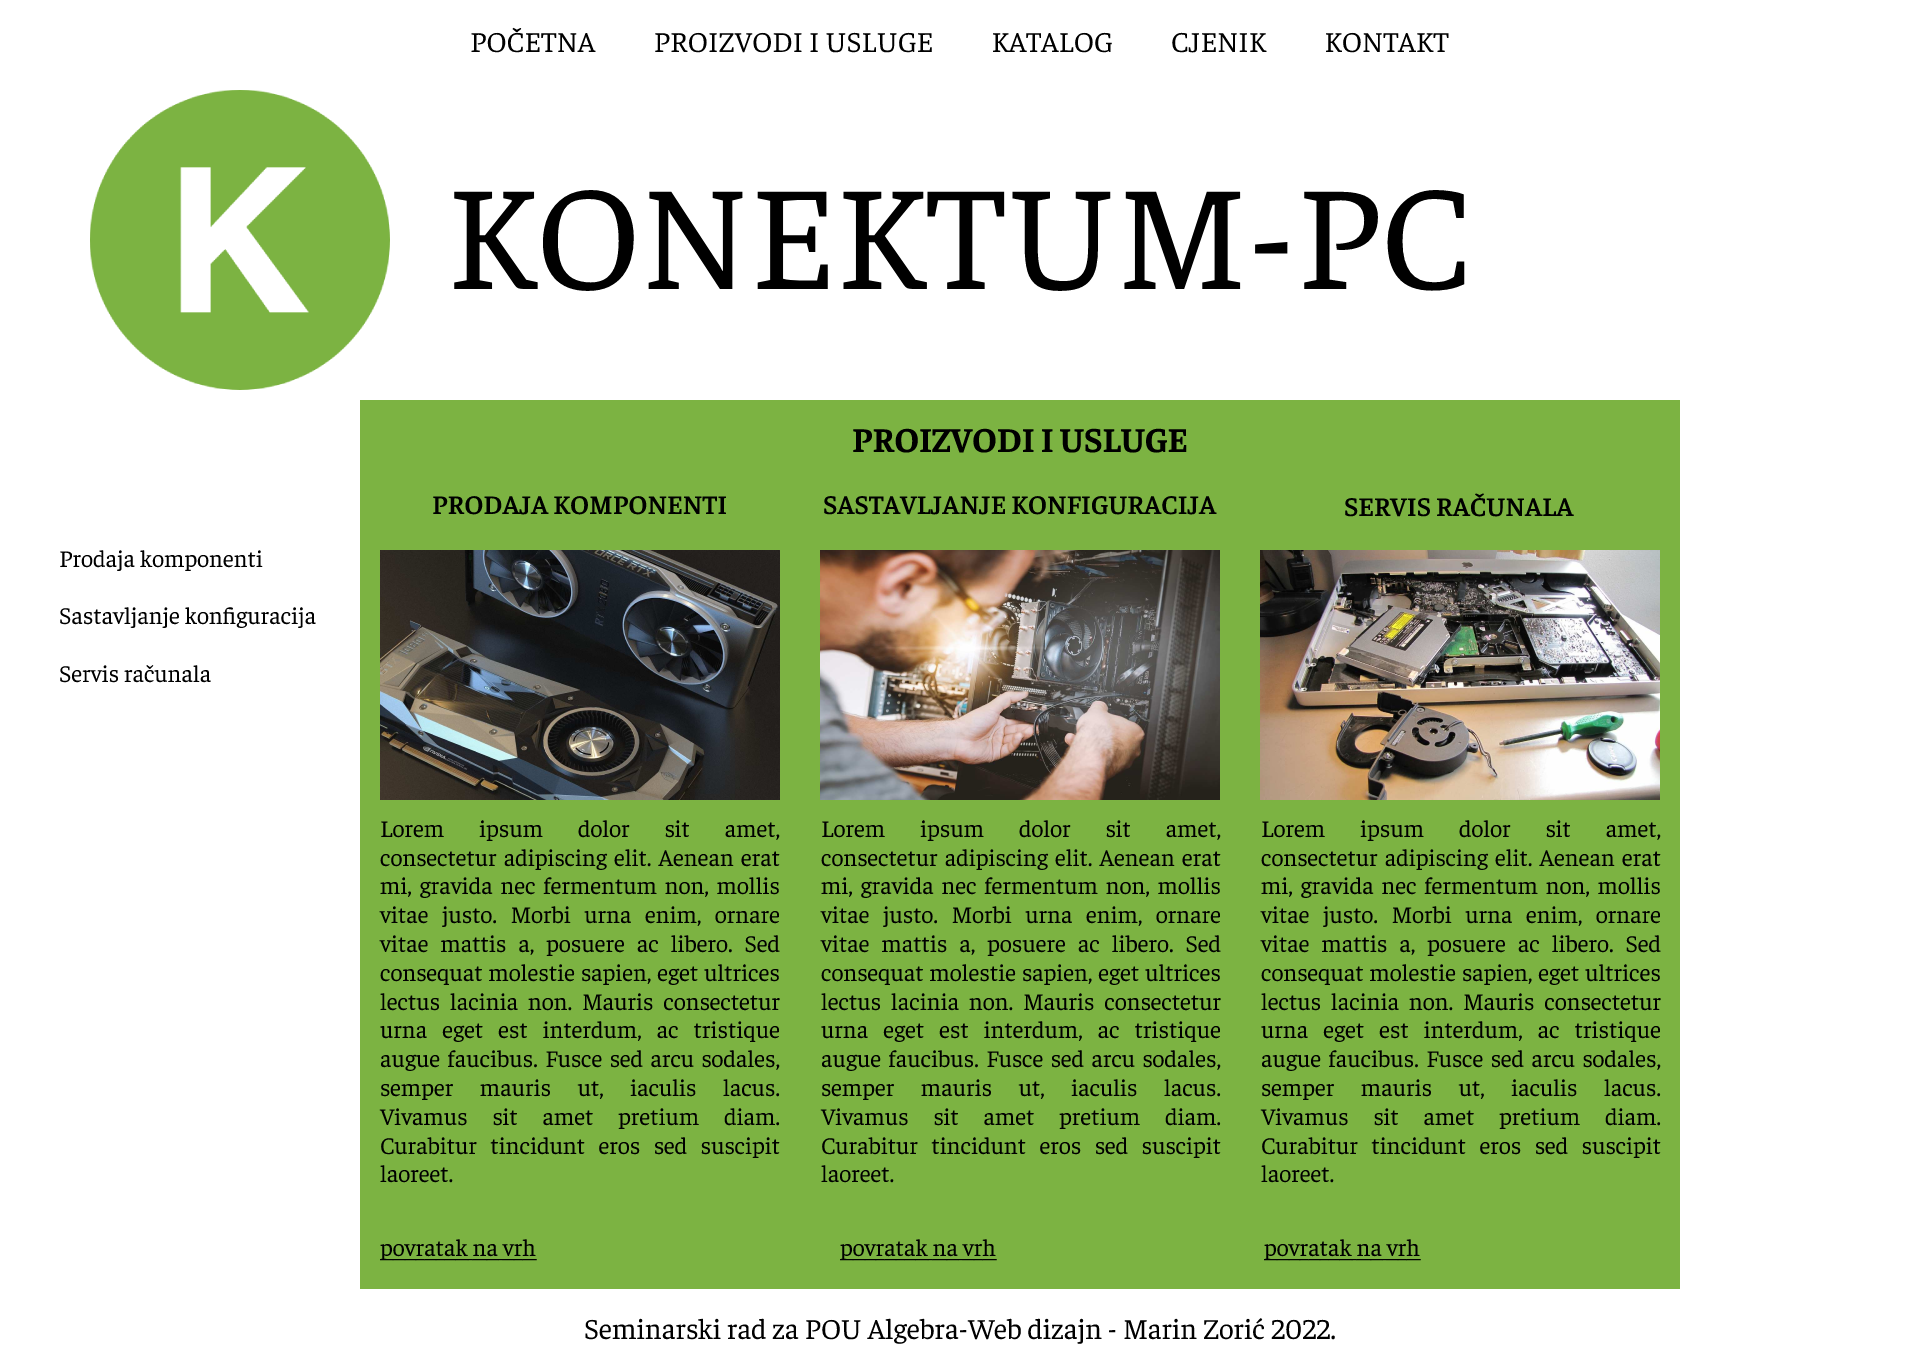 POČETNA PROIZVODI I USLUGE KATALOG CJENIK KONTAKT
K
KONEKTUM-PC
PROIZVODI I USLUGE
PRODAJA KOMPONENTI
SASTAVLJANJE KONFIGURACIJA
SERVIS RAČUNALA
Prodaja komponenti
Sastavljanje konfiguracija
Servis računala
Lorem ipsum dolor sit amet,
consectetur adipiscing elit. Aenean erat
mi, gravida nec fermentum non, mollis
vitae justo. Morbi urna enim, ornare
vitae mattis a, posuere ac libero. Sed
consequat molestie sapien, eget ultrices
lectus lacinia non. Mauris consectetur
urna eget est interdum, ac tristique
augue faucibus. Fusce sed arcu sodales,
semper mauris ut, iaculis lacus.
Vivamus sit amet pretium diam.
Curabitur tincidunt eros sed suscipit
laoreet.
povratak na vrh
Lorem ipsum dolor sit amet,
consectetur adipiscing elit. Aenean erat
mi, gravida nec fermentum non, mollis
vitae justo. Morbi urna enim, ornare
vitae mattis a, posuere ac libero. Sed
consequat molestie sapien, eget ultrices
lectus lacinia non. Mauris consectetur
urna eget est interdum, ac tristique
augue faucibus. Fusce sed arcu sodales,
semper mauris ut, iaculis lacus.
Vivamus sit amet pretium diam.
Curabitur tincidunt eros sed suscipit
laoreet.
povratak na vrh
Lorem ipsum dolor sit amet,
consectetur adipiscing elit. Aenean erat
mi, gravida nec fermentum non, mollis
vitae justo. Morbi urna enim, ornare
vitae mattis a, posuere ac libero. Sed
consequat molestie sapien, eget ultrices
lectus lacinia non. Mauris consectetur
urna eget est interdum, ac tristique
augue faucibus. Fusce sed arcu sodales,
semper mauris ut, iaculis lacus.
Vivamus sit amet pretium diam.
Curabitur tincidunt eros sed suscipit
laoreet.
povratak na vrh
Seminarski rad za POU Algebra-Web dizajn - Marin Zorić 2022.